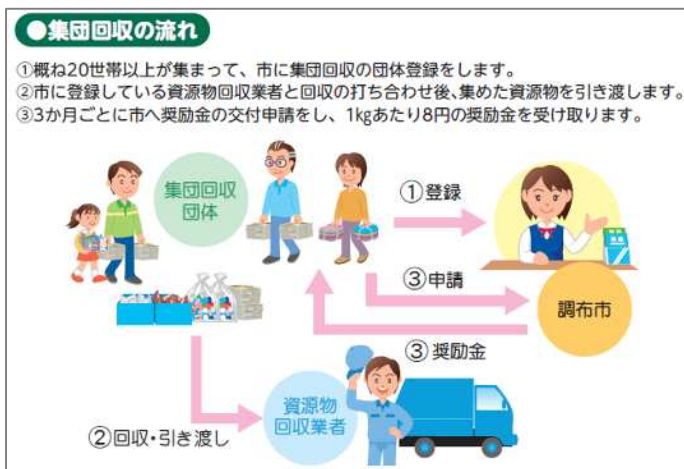 ●集団回収の流れ
①概ね20世帯以上が集まって、市に集団回収の団体登録をします。
②市に登録している資源物回収業者と回収の打ち合わせ後、集めた資源物を引き渡します。
③3か月ごとに市へ奨励金の交付申請をし、1kgあたり8円の奨励金を受け取ります。
集団回収
団体
①登録
③申請
調布市
③奨励金
資源物
回収業者
②回収・引き渡し